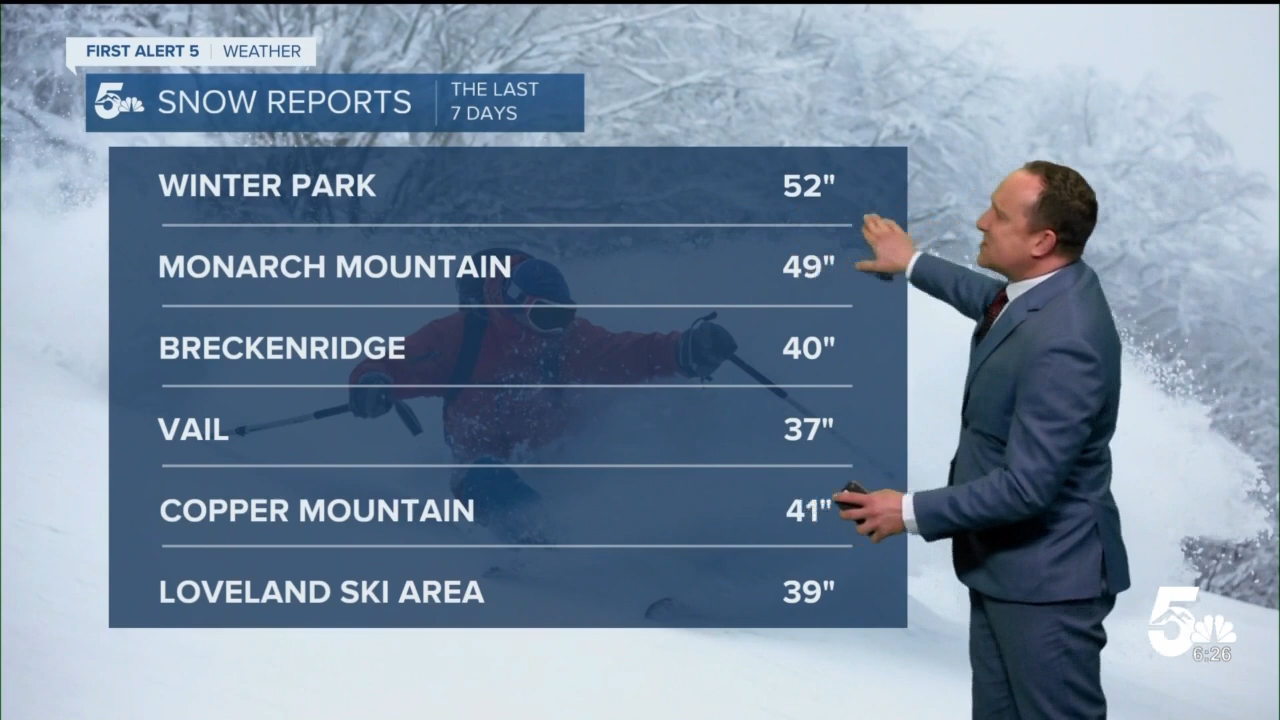 FIRST ALERT 5 | WEATHER
5 SNOW REPORTS
THE LAST
7 DAYS
WINTER PARK 52"
MONARCH MOUNTAIN 49"
BRECKENRIDGE 40"
VAIL 37"
COPPER MOUNTAIN 41"
LOVELAND SKI AREA 39"
5
6:26